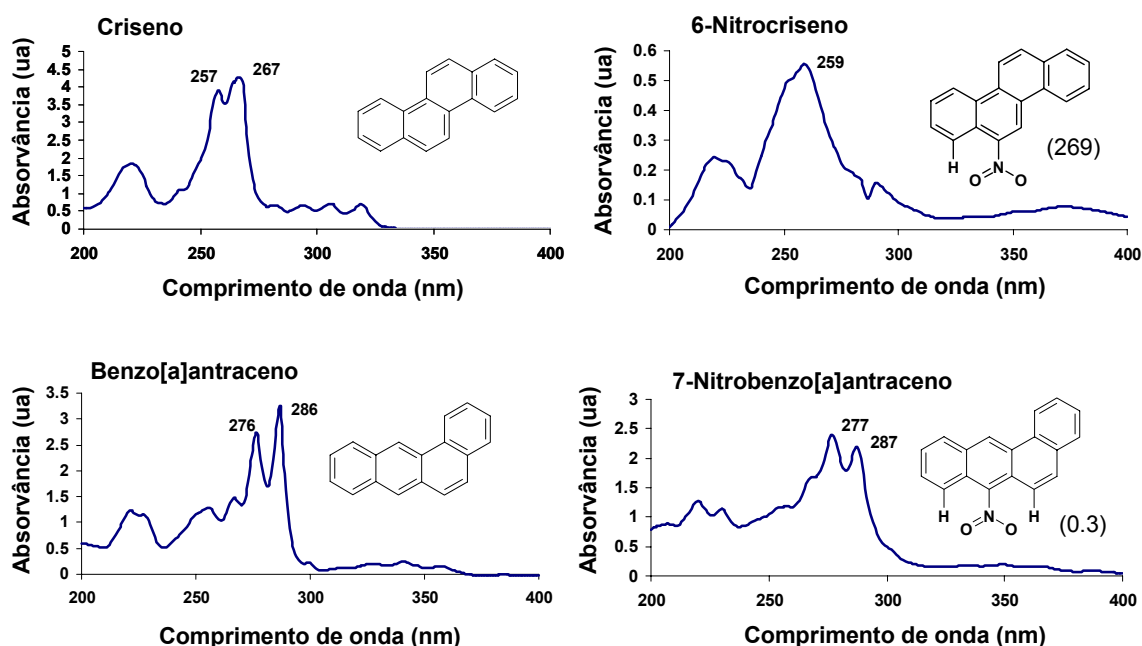 Criseno
Absorvância (ua)
5
4.5
4
3.5
3
2.5
2
1.5
1
0.5
0
257
267
200
250
300
350
400
Comprimento de onda (nm)
6-Nitrocriseno
Absorvância (ua)
0.6
0.5
0.4
0.3
0.2
0.1
0
259
H
N
O
O
(269)
200
250
300
350
400
Comprimento de onda (nm)
Benzo[a]antraceno
Absorvância (ua)
3.5
3
2.5
2
1.5
1
0.5
0
276
286
200
250
300
350
400
Comprimento de onda (nm)
7-Nitrobenzo[a]antraceno
Absorvância (ua)
3
2.5
2
1.5
1
0.5
0
277
287
H
N
H
O
O
(0.3)
200
250
300
350
400
Comprimento de onda (nm)